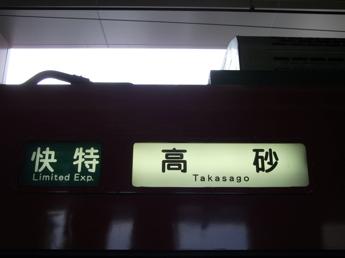 快特
Limited Exp.
高砂
Takasago